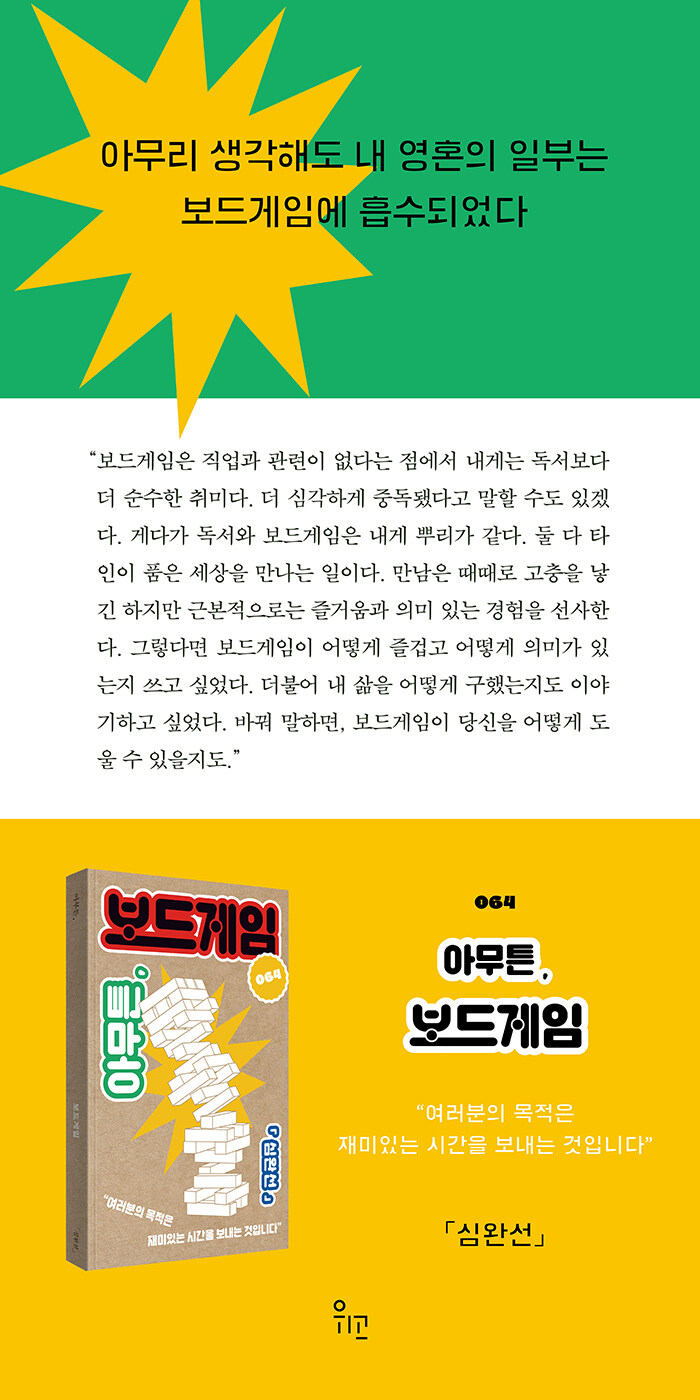 아무리 생각해도 내 영혼의 일부는
보드게임에 흡수되었다
“보드게임은 직업과 관련이 없다는 점에서 내게는 독서보다
더 순수한 취미다. 더 심각하게 중독됐다고 말할 수도 있겠
다. 게다가 독서와 보드게임은 내게 뿌리가 같다. 둘 다 타
인이 품은 세상을 만나는 일이다. 만남은 때때로 고충을 낳
긴 하지만 근본적으로는 즐거움과 의미 있는 경험을 선사한
다. 그렇다면 보드게임이 어떻게 즐겁고 어떻게 의미가 있
는지 쓰고 싶었다. 더불어 내 삶을 어떻게 구했는지도 이야
기하고 싶었다. 바꿔 말하면, 보드게임이 당신을 어떻게 도
울 수 있을지도.”
아무튼,
보드게임
심완선
보드게임
064
아무튼,
「심완선」
“여러분의 목적은
재미있는 시간을 보내는 것입니다”
064
아무튼,
보드게임
“여러분의 목적은
재미있는 시간을 보내는 것입니다”
「심완선」
위고